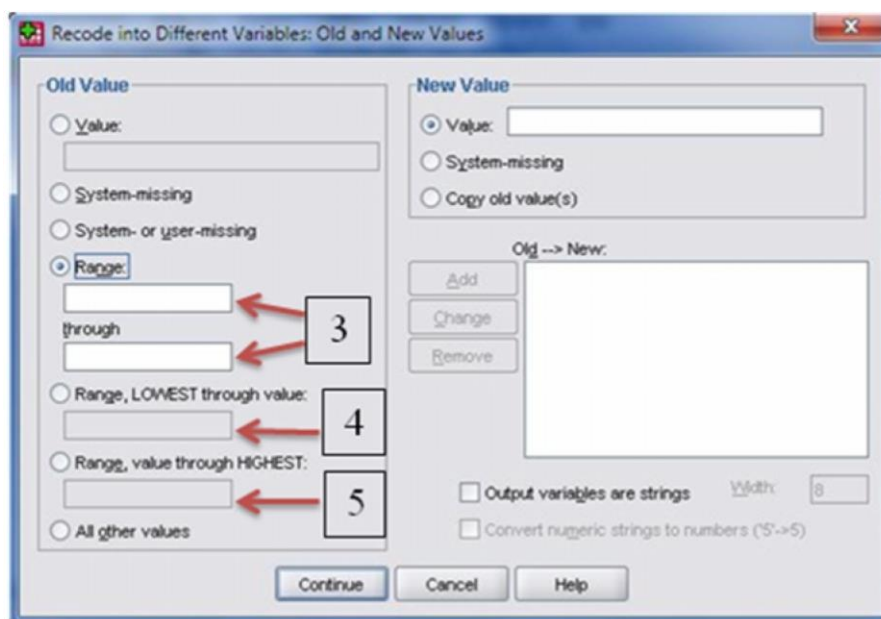 Recode into Different Variables: Old and New Values
Old Value
Value:
System-missing
System- or user-missing
Range:
through
3
Range, LOWEST through value:
4
Range, value through HIGHEST:
5
All other values
New Value
Value:
System-missing
Copy old value(s)
Old --> New:
Add
Change
Remove
Output variables are strings Width: 8
Convert numeric strings to numbers ('5'->5)
Continue Cancel Help